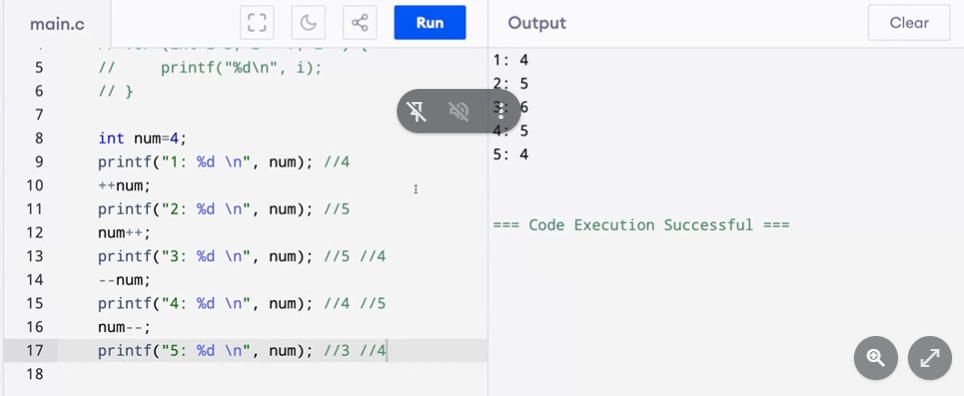 main.c
Run
Output
Clear
5 // printf("%d\n", i);
6 // }
7
8 int num=4;
9 printf("1: %d \n", num); //4
10 ++num;
11 printf("2: %d \n", num); //5
12 num++;
13 printf("3: %d \n", num); //5 //4
14 --num;
15 printf("4: %d \n", num); //4 //5
16 num--;
17 printf("5: %d \n", num); //3 //4
18
1: 4
2: 5
3: 6
4: 5
5: 4
=== Code Execution Successful ===